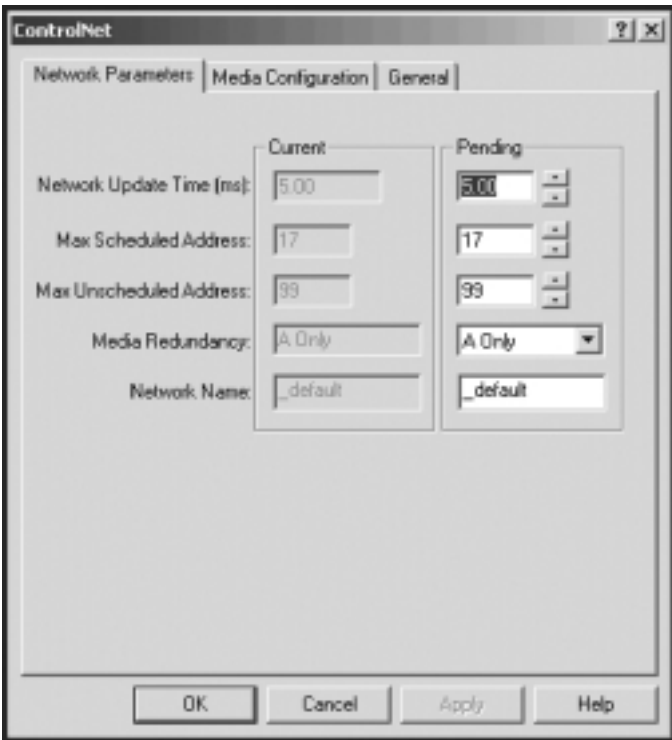 ControlNet ? ×
Network Parameters Media Configuration General
Current Pending
Network Update Time (ms): 5.00 5.00
Max Scheduled Address: 17 17
Max Unscheduled Address: 99 99
Media Redundancy: A Only A Only
Network Name: _default _default
OK Cancel Apply Help